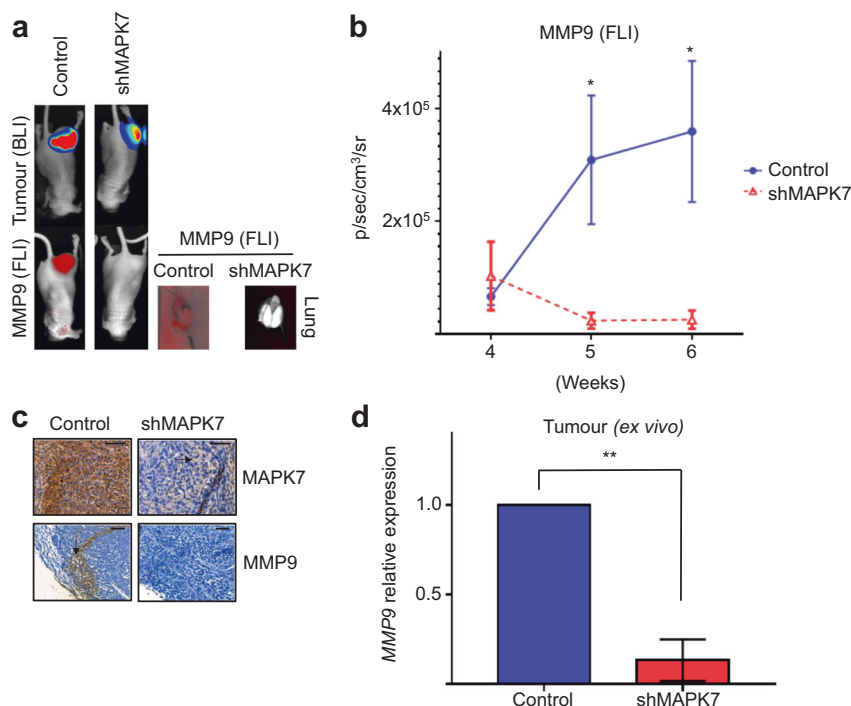 a
Control
shMAPK7
Tumour (BLI)
MMP9 (FLI)
MMP9 (FLI)
Control
shMAPK7
Lung
b
MMP9 (FLI)
*
*
4x10⁵
2x10⁵
p/sec/cm³/sr
4
5
6
(Weeks)
Control
shMAPK7
c
Control
shMAPK7
MAPK7
MMP9
d
Tumour (ex vivo)
**
1.0
0.5
MMP9 relative expression
Control
shMAPK7